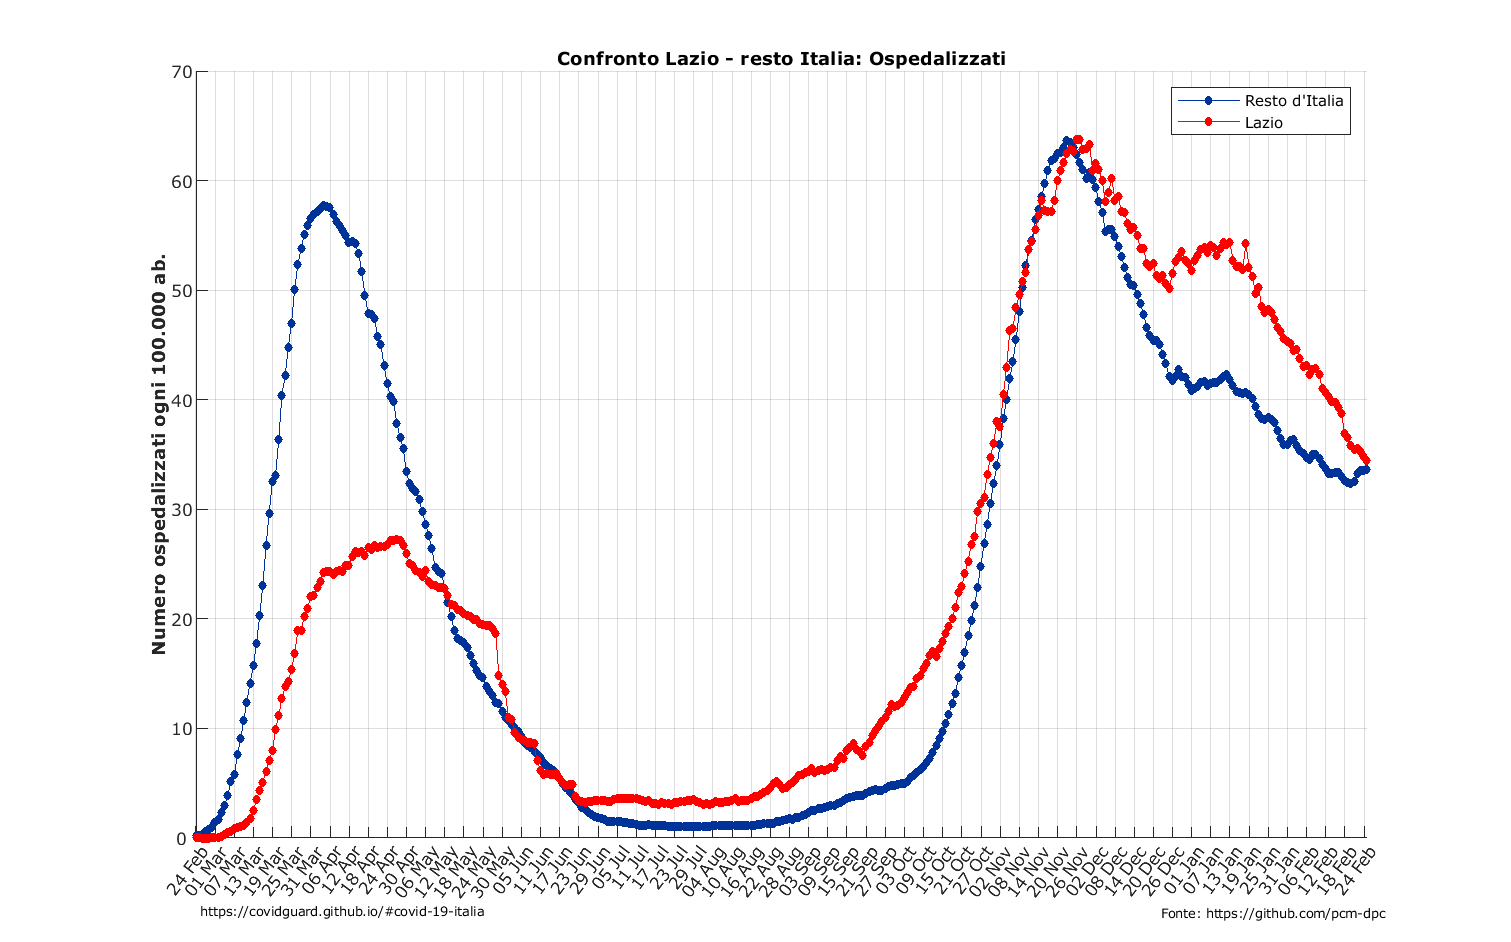 Confronto Lazio - resto Italia: Ospedalizzati
Resto d'Italia
Lazio
Numero ospedalizzati ogni 100.000 ab.
70
60
50
40
30
20
10
0
24 Feb
01 Mar
07 Mar
13 Mar
19 Mar
25 Mar
31 Mar
06 Apr
12 Apr
18 Apr
24 Apr
30 Apr
06 May
12 May
18 May
24 May
30 May
05 Jun
11 Jun
17 Jun
23 Jun
29 Jun
05 Jul
11 Jul
17 Jul
23 Jul
29 Jul
04 Aug
10 Aug
16 Aug
22 Aug
28 Aug
03 Sep
09 Sep
15 Sep
21 Sep
27 Sep
03 Oct
09 Oct
15 Oct
21 Oct
27 Oct
02 Nov
08 Nov
14 Nov
20 Nov
26 Nov
02 Dec
08 Dec
14 Dec
20 Dec
26 Dec
01 Jan
07 Jan
13 Jan
19 Jan
25 Jan
31 Jan
06 Feb
12 Feb
18 Feb
24 Feb
https://covidguard.github.io/#covid-19-italia
Fonte: https://github.com/pcm-dpc